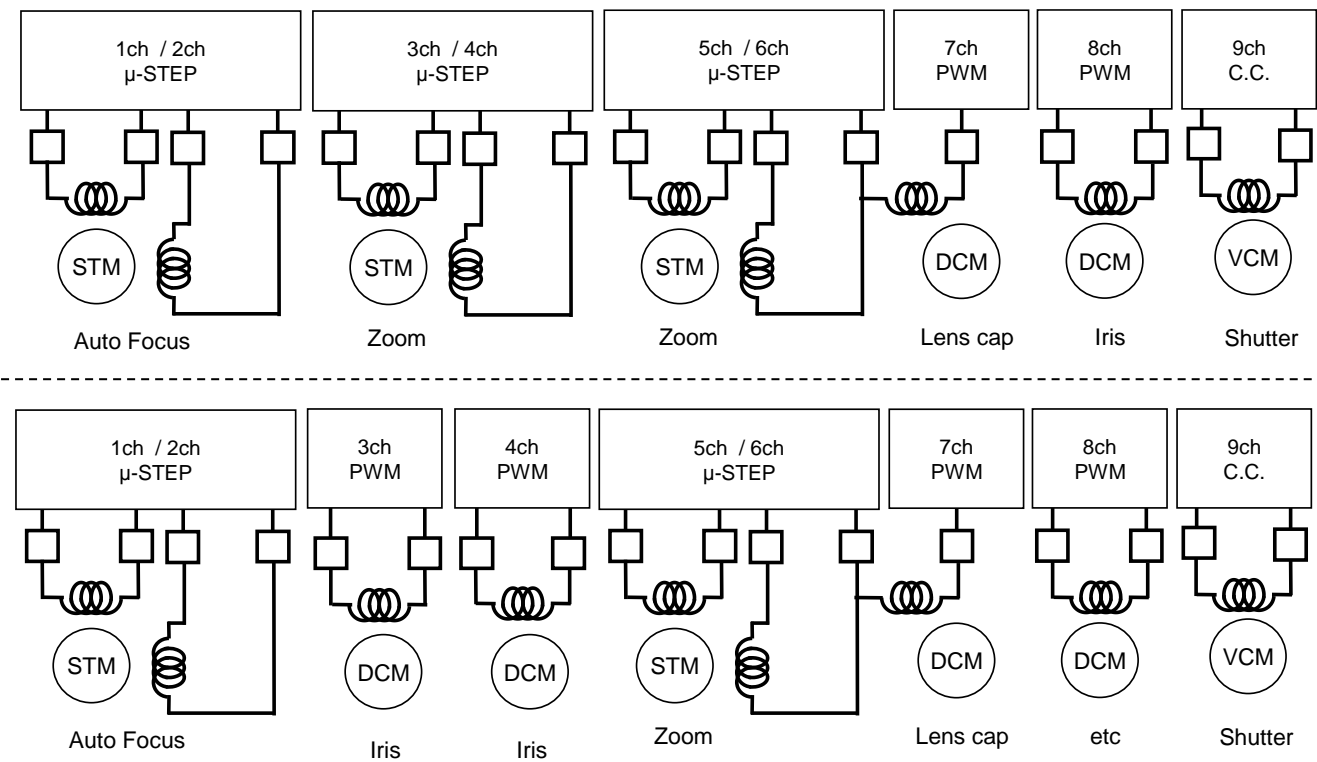 1ch / 2ch
μ-STEP
3ch / 4ch
μ-STEP
5ch / 6ch
μ-STEP
7ch
PWM
8ch
PWM
9ch
C.C.
STM
STM
STM
DCM
DCM
VCM
Auto Focus
Zoom
Zoom
Lens cap
Iris
Shutter
1ch / 2ch
μ-STEP
3ch
PWM
4ch
PWM
5ch / 6ch
μ-STEP
7ch
PWM
8ch
PWM
9ch
C.C.
STM
DCM
DCM
STM
DCM
DCM
VCM
Auto Focus
Iris
Iris
Zoom
Lens cap
etc
Shutter